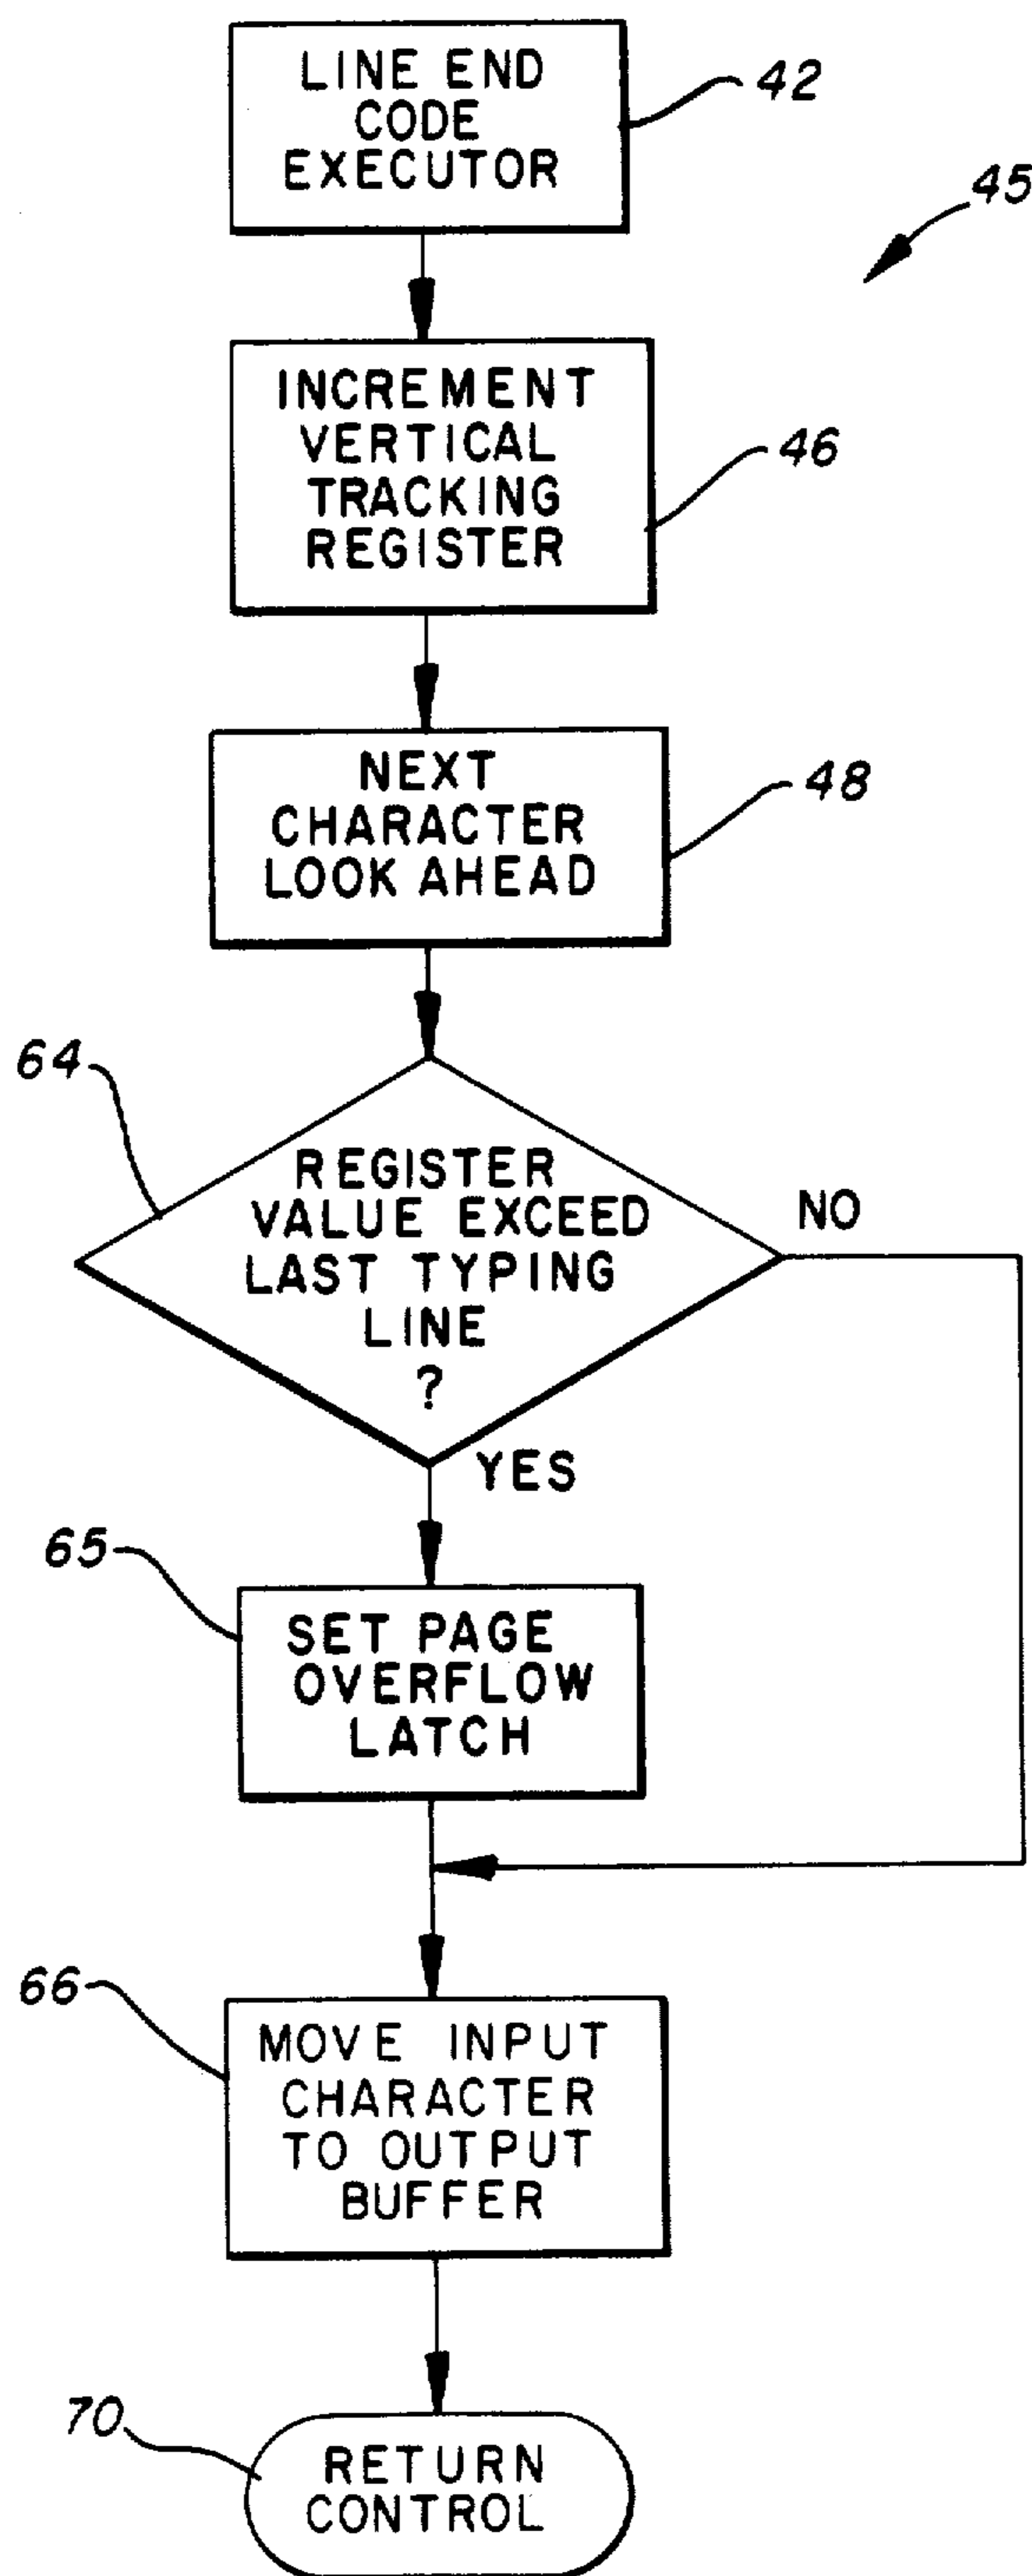 LINE END
CODE
EXECUTOR
42
45
INCREMENT
VERTICAL
TRACKING
REGISTER
46
NEXT
CHARACTER
LOOK AHEAD
48
64
REGISTER
VALUE EXCEED
LAST TYPING
LINE
?
NO
YES
65
SET PAGE
OVERFLOW
LATCH
66
MOVE INPUT
CHARACTER
TO OUTPUT
BUFFER
70
RETURN
CONTROL